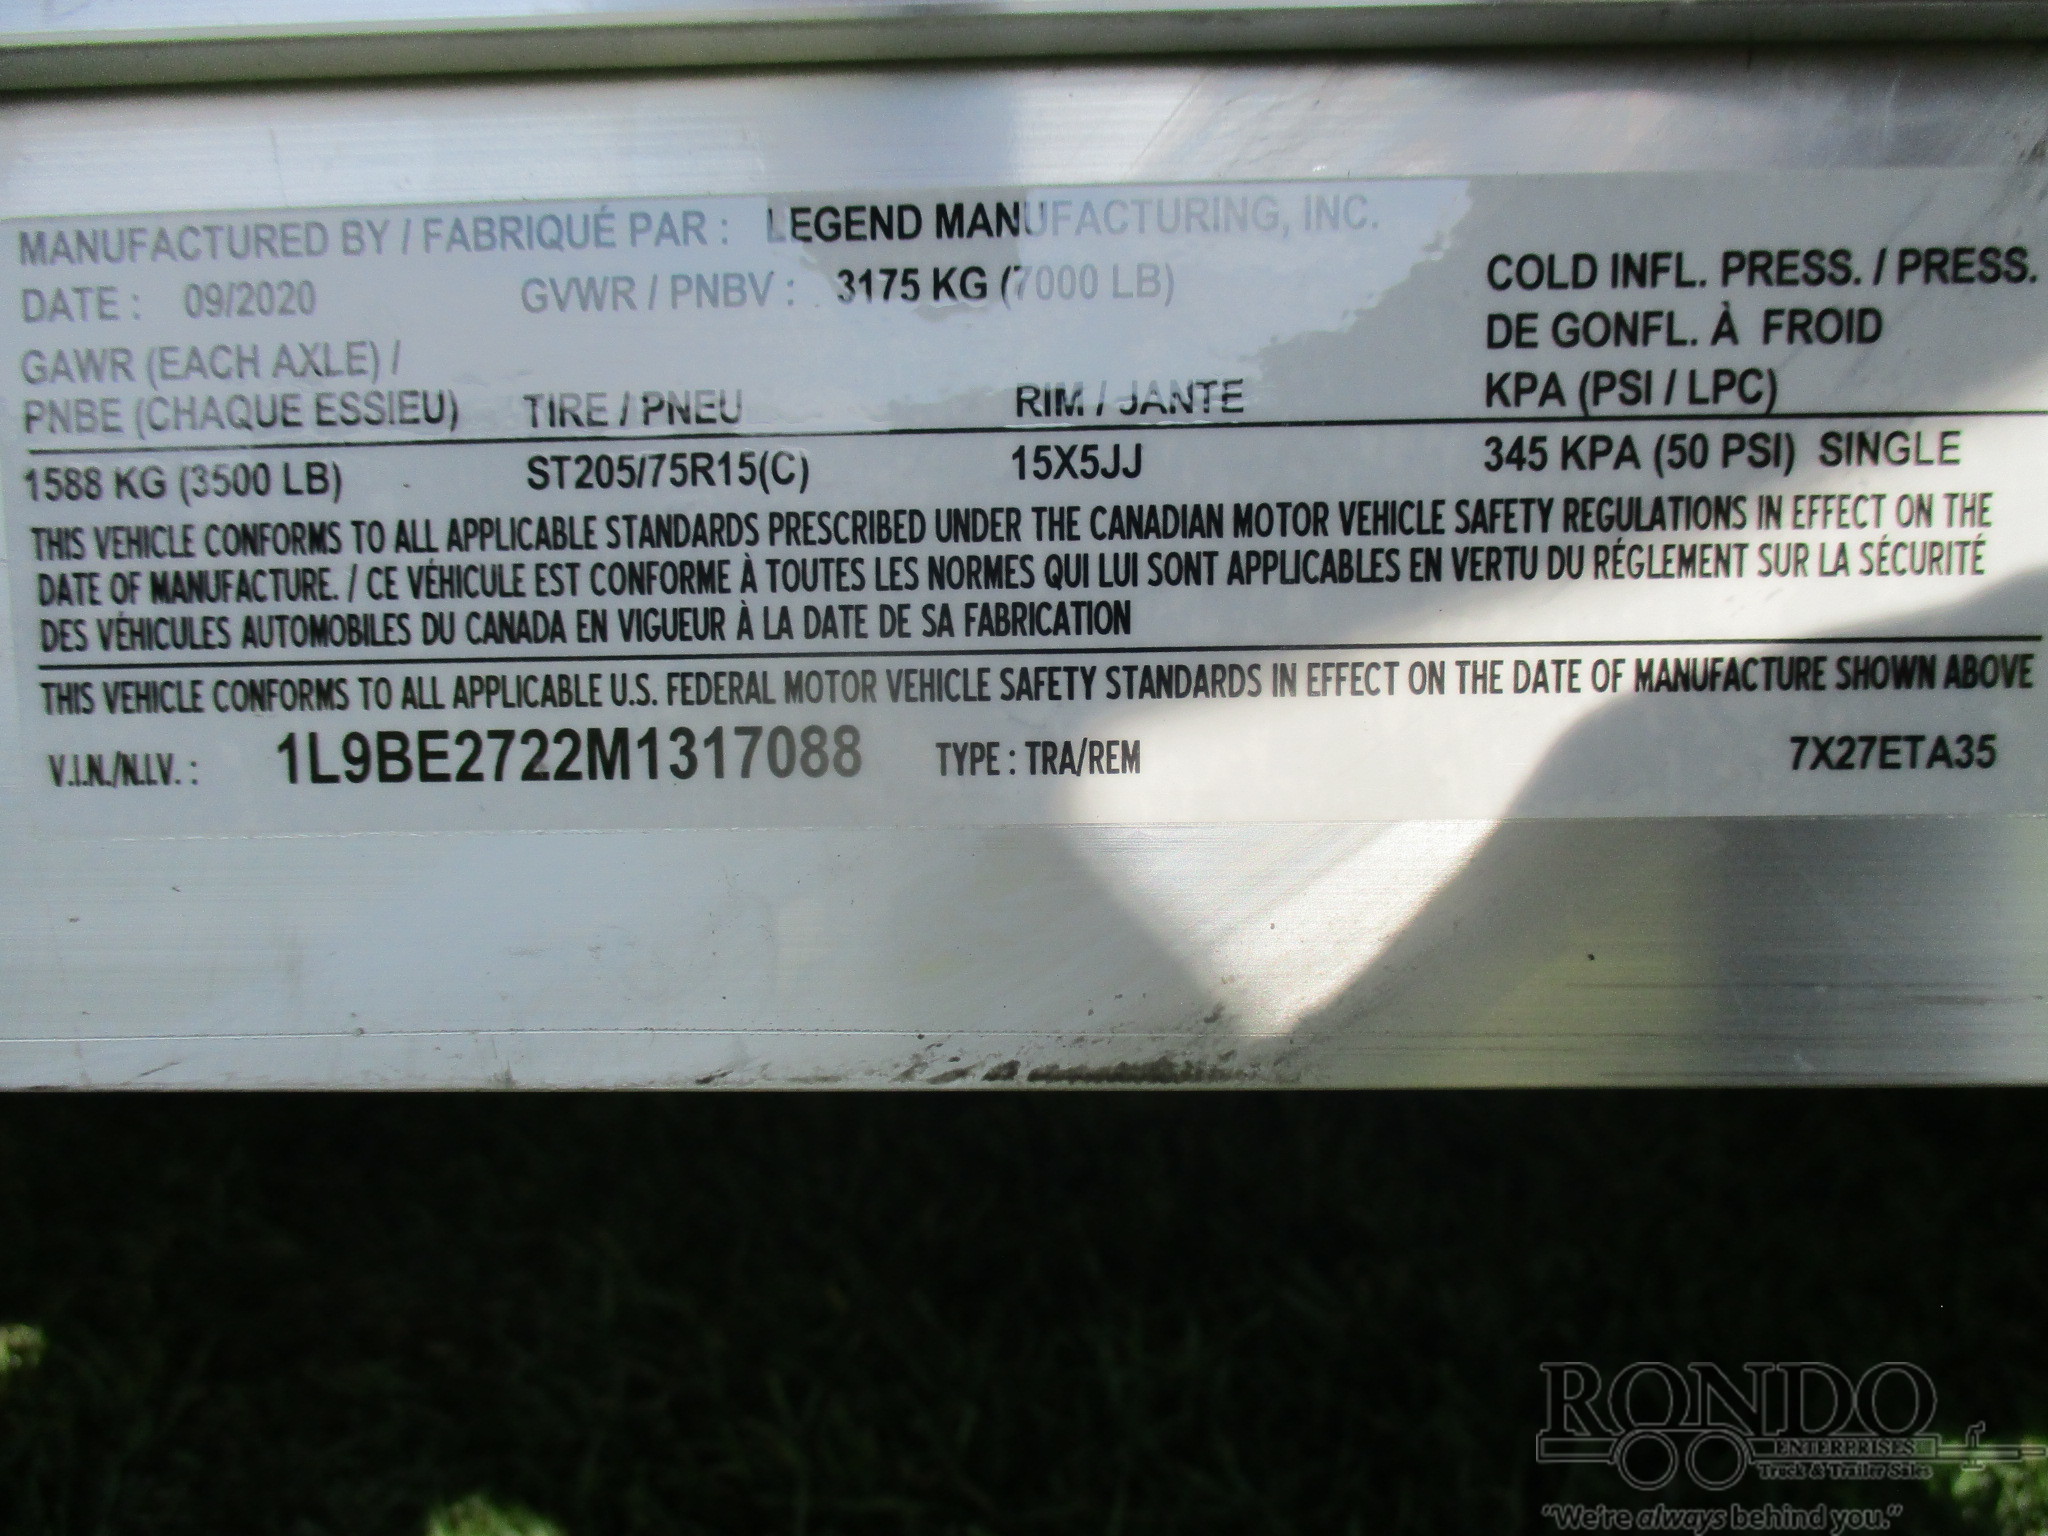 MANUFACTURED BY / FABRIQUÉ PAR : LEGEND MANUFACTURING, INC.
DATE : 09/2020 GVWR / PNBV : 3175 KG (7000 LB)
GAWR (EACH AXLE) /
PNBE (CHAQUE ESSIEU) TIRE / PNEU RIM / JANTE
COLD INFL. PRESS. / PRESS.
DE GONFL. À FROID
KPA (PSI / LPC)
1588 KG (3500 LB) ST205/75R15(C) 15X5JJ 345 KPA (50 PSI) SINGLE
THIS VEHICLE CONFORMS TO ALL APPLICABLE STANDARDS PRESCRIBED UNDER THE CANADIAN MOTOR VEHICLE SAFETY REGULATIONS IN EFFECT ON THE
DATE OF MANUFACTURE. / CE VÉHICULE EST CONFORME À TOUTES LES NORMES QUI LUI SONT APPLICABLES EN VERTU DU RÉGLEMENT SUR LA SÉCURITÉ
DES VÉHICULES AUTOMOBILES DU CANADA EN VIGUEUR À LA DATE DE SA FABRICATION
THIS VEHICLE CONFORMS TO ALL APPLICABLE U.S. FEDERAL MOTOR VEHICLE SAFETY STANDARDS IN EFFECT ON THE DATE OF MANUFACTURE SHOWN ABOVE
V.I.N./N.I.V. : 1L9BE2722M1317088 TYPE : TRA/REM 7X27ETA35
RONDO
ENTERPRISES
Truck & Trailer Sales
"We're always behind you."